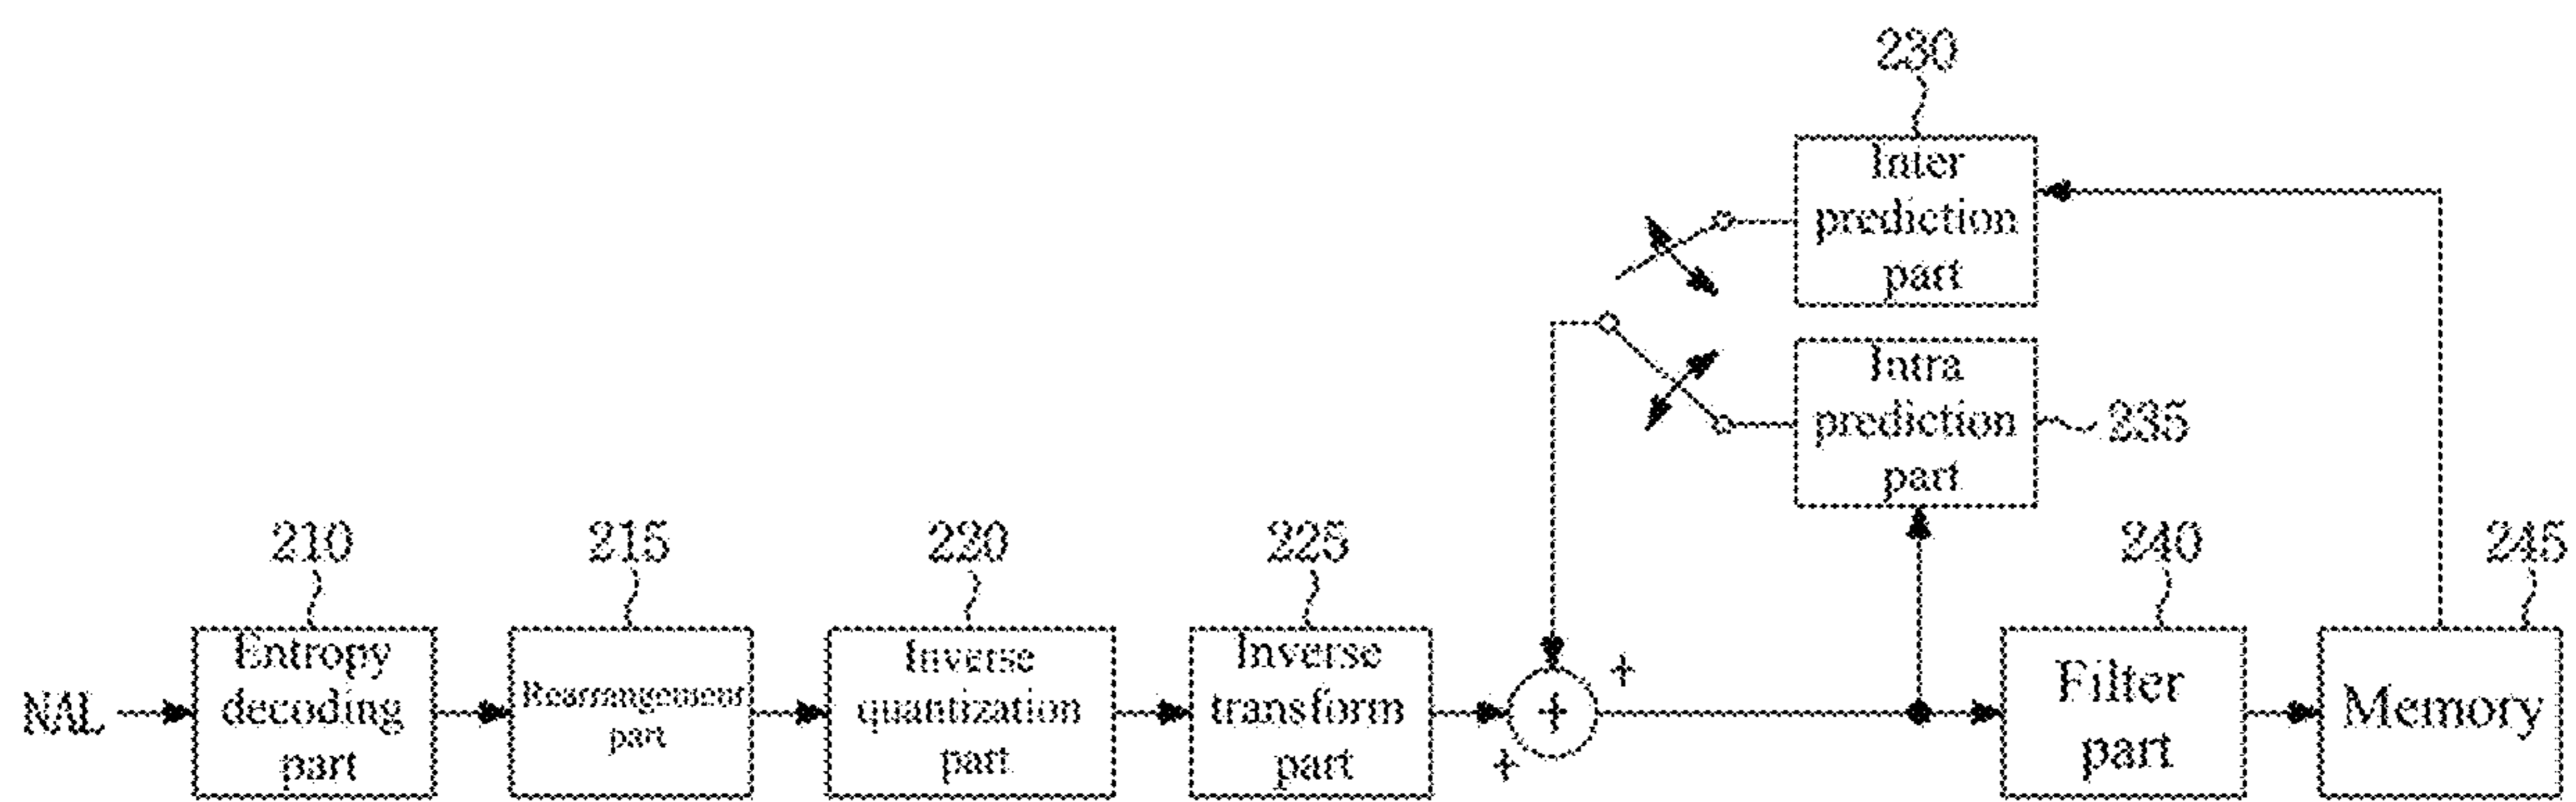 230
Inter
prediction
part
Intra
prediction
part
235
210
215
220
225
240
245
NAL
Entropy
decoding
part
Rearrangement
part
Inverse
quantization
part
Inverse
transform
part
+
+
+
Filter
part
Memory